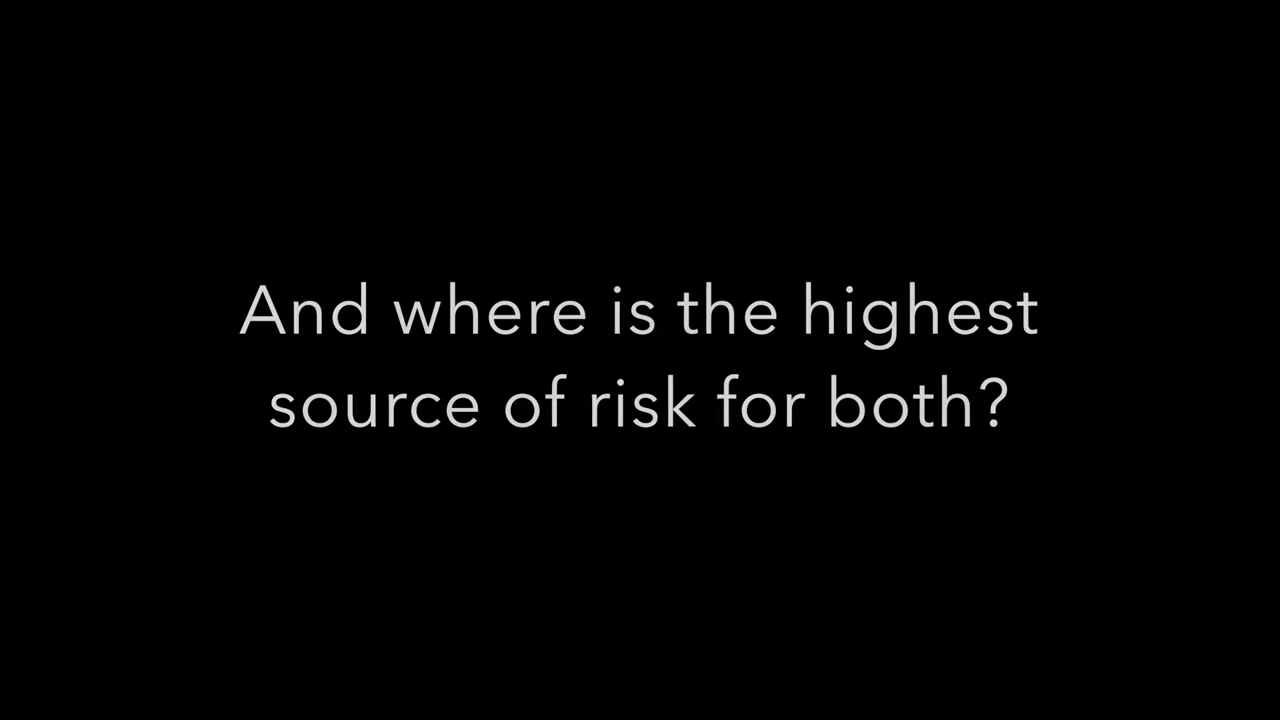 And where is the highest
source of risk for both?